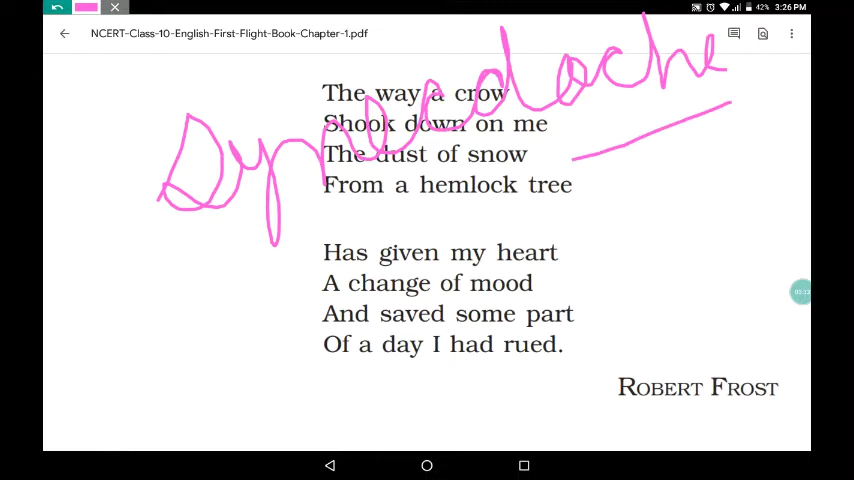 42% 3:26 PM
NCERT-Class-10-English-First-Flight-Book-Chapter-1.pdf
Synecdoche
The way a crow
Shook down on me
The dust of snow
From a hemlock tree
Has given my heart
A change of mood
And saved some part
Of a day I had rued.
ROBERT FROST